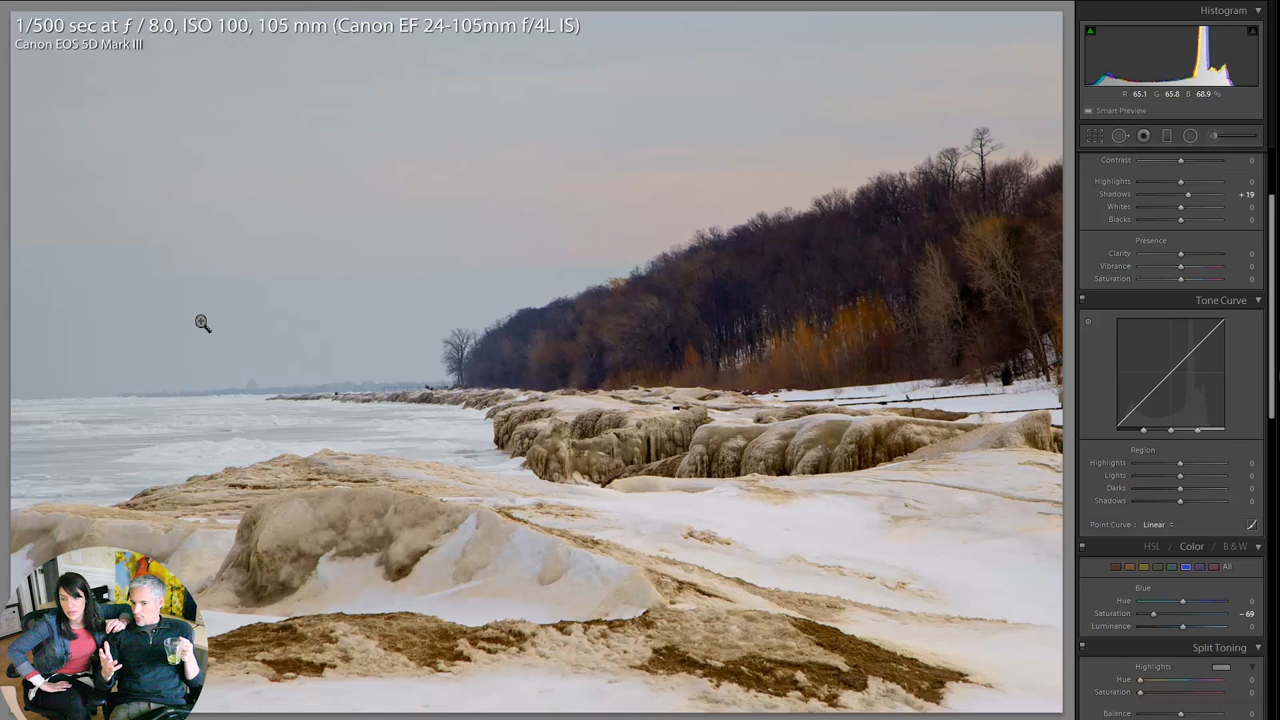 1/500 sec at ƒ / 8.0, ISO 100, 105 mm (Canon EF 24-105mm f/4L IS)
Canon EOS 5D Mark III
Histogram
R 65.1 G 65.8 B 68.9 %
Smart Preview
Contrast 0
Highlights 0
Shadows + 19
Whites 0
Blacks 0
Presence
Clarity 0
Vibrance 0
Saturation 0
Tone Curve
Region
Highlights 0
Lights 0
Darks 0
Shadows 0
Point Curve : Linear
HSL / Color / B & W
All
Blue
Hue 0
Saturation − 69
Luminance 0
Split Toning
Highlights
Hue 0
Saturation 0
Balance 0